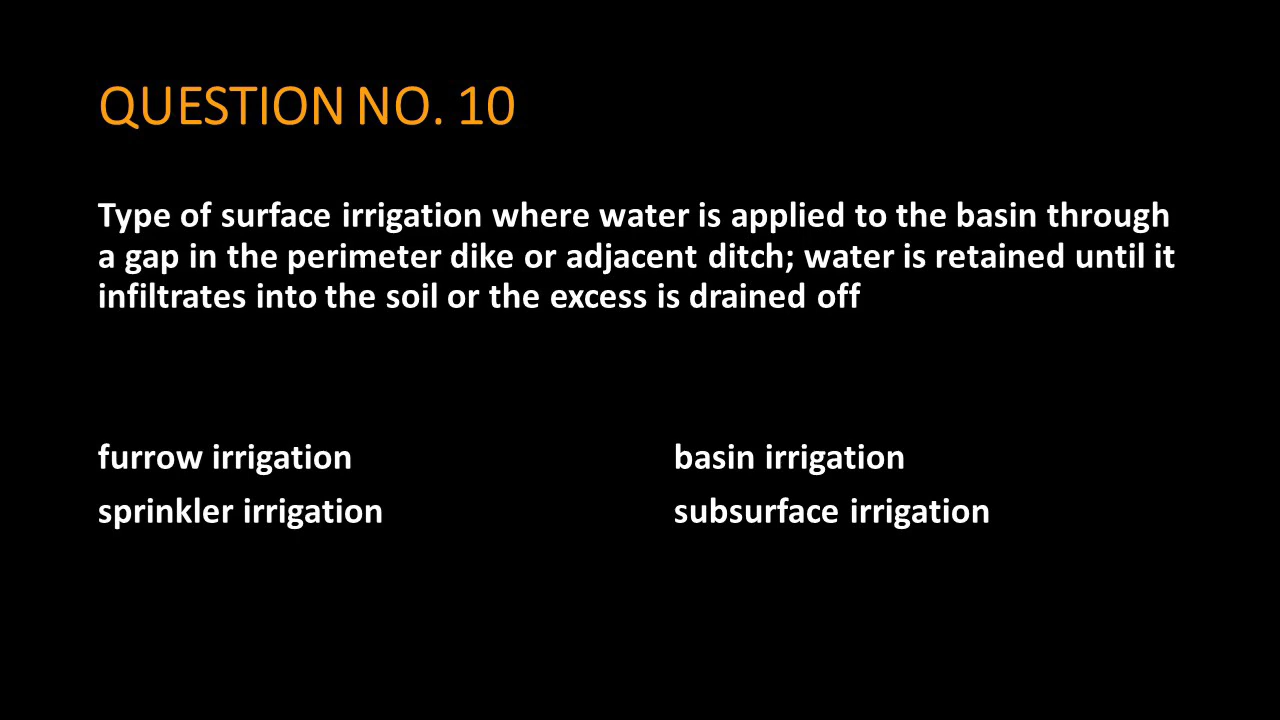 QUESTION NO. 10
Type of surface irrigation where water is applied to the basin through
a gap in the perimeter dike or adjacent ditch; water is retained until it
infiltrates into the soil or the excess is drained off
furrow irrigation
basin irrigation
sprinkler irrigation
subsurface irrigation